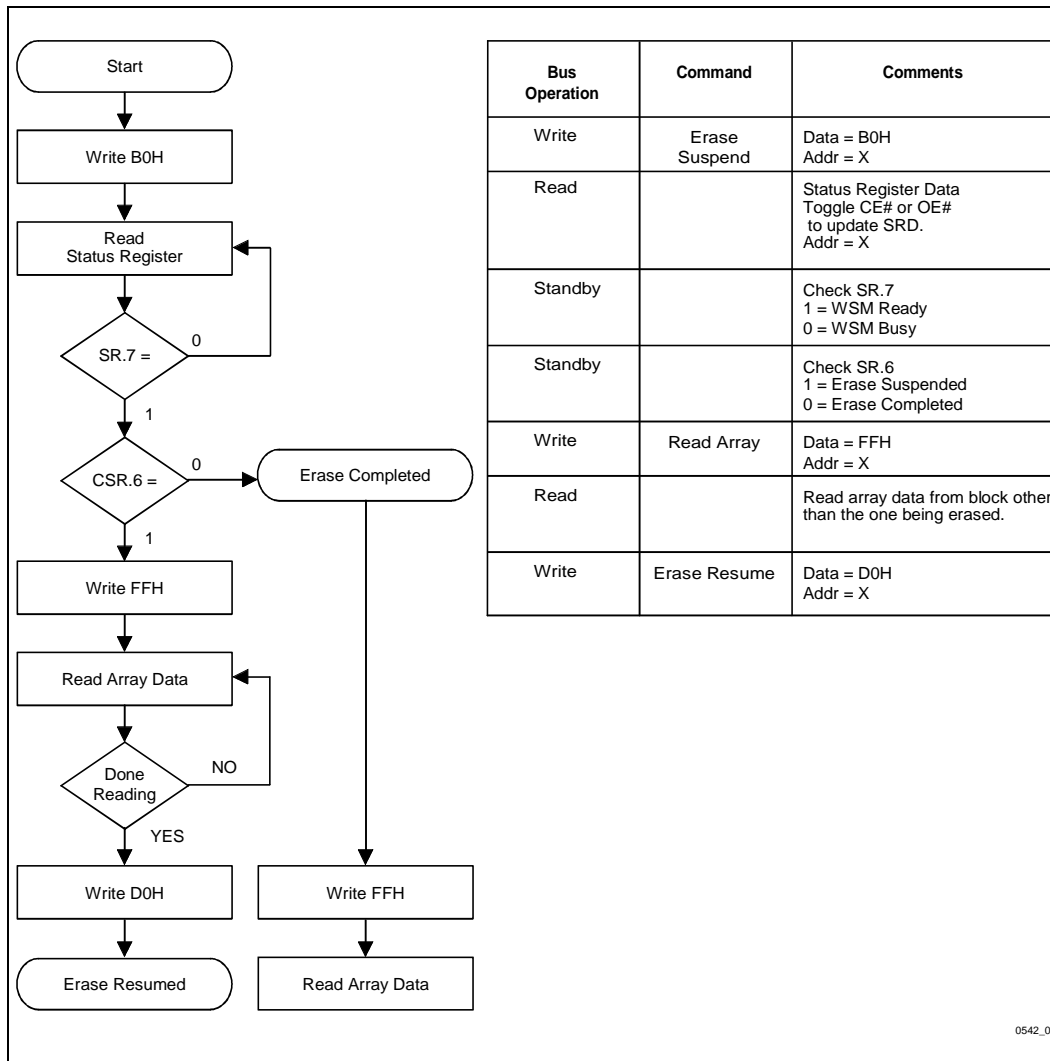 Start
Write B0H
Read
Status Register
SR.7 =
0
1
CSR.6 =
0
Erase Completed
1
Write FFH
Read Array Data
Done
Reading
NO
YES
Write D0H
Write FFH
Erase Resumed
Read Array Data
Bus
Operation
Command
Comments
Write
Erase
Suspend
Data = B0H
Addr = X
Read
Status Register Data
Toggle CE# or OE#
to update SRD.
Addr = X
Standby
Check SR.7
1 = WSM Ready
0 = WSM Busy
Standby
Check SR.6
1 = Erase Suspended
0 = Erase Completed
Write
Read Array
Data = FFH
Addr = X
Read
Read array data from block other
than the one being erased.
Write
Erase Resume
Data = D0H
Addr = X
0542_0